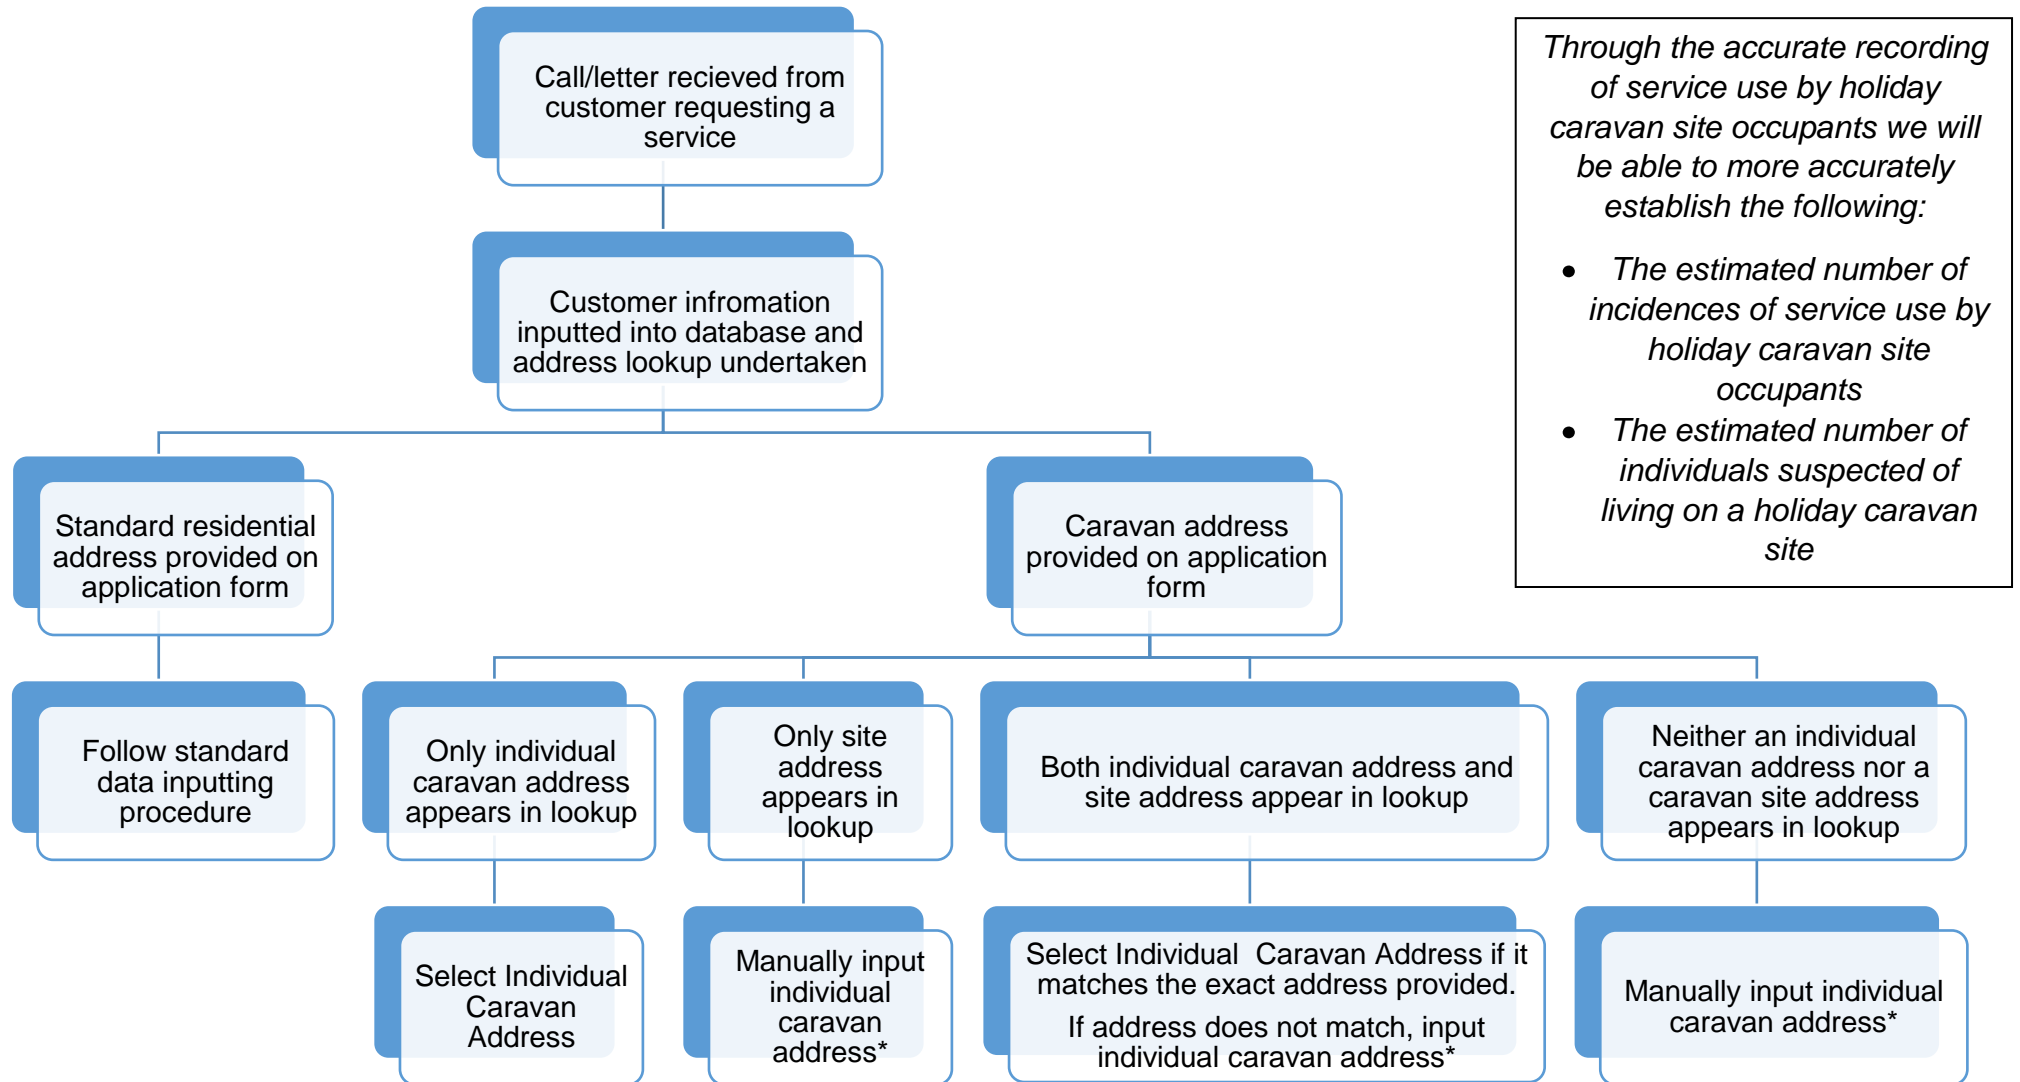 Call/letter recieved from
customer requesting a
service
Through the accurate recording
of service use by holiday
caravan site occupants we will
be able to more accurately
establish the following:
• The estimated number of
incidences of service use by
holiday caravan site
occupants
• The estimated number of
individuals suspected of
living on a holiday caravan
site
Customer infromation
inputted into database and
address lookup undertaken
Standard residential
address provided on
application form
Caravan address
provided on application
form
Follow standard
data inputting
procedure
Only individual
caravan address
appears in lookup
Only site
address
appears in
lookup
Both individual caravan address and
site address appear in lookup
Neither an individual
caravan address nor a
caravan site address
appears in lookup
Select Individual
Caravan
Address
Manually input
individual
caravan
address*
Select Individual  Caravan Address if it
matches the exact address provided.
If address does not match, input
individual caravan address*
Manually input individual
caravan address*